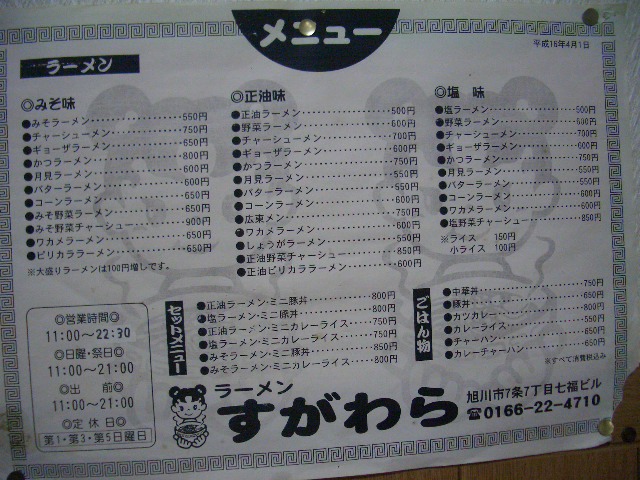 メニュー
平成16年4月1日
ラーメン
◎みそ味
●みそラーメン 550円
●チャーシューメン 750円
●ギョーザラーメン 650円
●かつラーメン 800円
●月見ラーメン 600円
●バターラーメン 600円
●コーンラーメン 650円
●みそ野菜ラーメン 650円
●みそ野菜チャーシュー 900円
●ワカメラーメン 650円
●ピリカララーメン 650円
※大盛りラーメンは100円増しです。
◎正油味
●正油ラーメン 500円
●野菜ラーメン 600円
●チャーシューメン 700円
●ギョーザラーメン 600円
●かつラーメン 750円
●月見ラーメン 550円
●バターラーメン 550円
●コーンラーメン 600円
●広東メン 750円
●ワカメラーメン 600円
●しょうがラーメン 550円
●正油野菜チャーシュー 850円
●正油ピリカララーメン 600円
◎塩味
●塩ラーメン 500円
●野菜ラーメン 600円
●チャーシューメン 700円
●ギョーザラーメン 600円
●かつラーメン 750円
●月見ラーメン 550円
●バターラーメン 550円
●コーンラーメン 600円
●ワカメラーメン 600円
●塩野菜チャーシュー 850円
※ライス 150円
小ライス 100円
セットメニュー
●正油ラーメン・ミニ豚丼 800円
●塩ラーメン・ミニ豚丼 800円
●正油ラーメン・ミニカレーライス 750円
●塩ラーメン・ミニカレーライス 750円
●みそラーメン・ミニ豚丼 850円
●みそラーメン・ミニカレーライス 800円
ごはん物
●中華丼 750円
●豚丼 650円
●カツカレー 800円
●カレーライス 550円
●チャーハン 650円
●カレーチャーハン 650円
※すべて消費税込み
◎営業時間◎
11:00〜22:30
◎日曜・祭日◎
11:00〜21:00
◎出前◎
11:00〜21:00
◎定休日◎
第1・第3・第5日曜日
ラーメン
すがわら
旭川市7条7丁目七福ビル
☎0166-22-4710